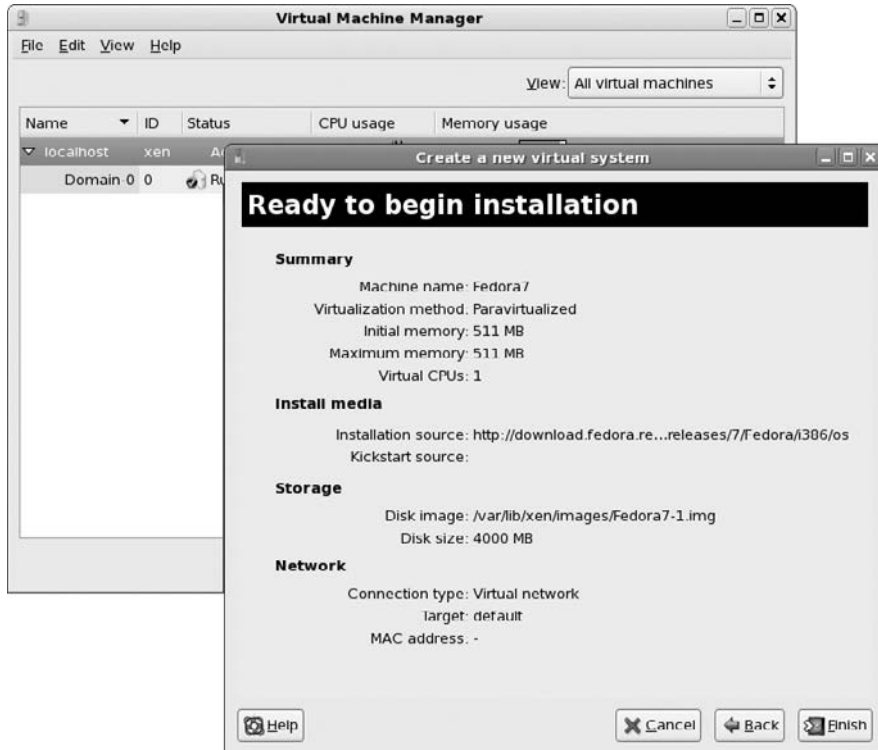 Virtual Machine Manager
File Edit View Help
View: All virtual machines
Name ID Status CPU usage Memory usage
localhost xen
Domain-0 0
Create a new virtual system
Ready to begin installation
Summary
Machine name: Fedora7
Virtualization method: Paravirtualized
Initial memory: 511 MB
Maximum memory: 511 MB
Virtual CPUs: 1
Install media
Installation source: http://download.fedora.re...releases/7/Fedora/i386/os
Kickstart source:
Storage
Disk image: /var/lib/xen/images/Fedora7-1.img
Disk size: 4000 MB
Network
Connection type: Virtual network
Target: default
MAC address: -
Help Cancel Back Finish